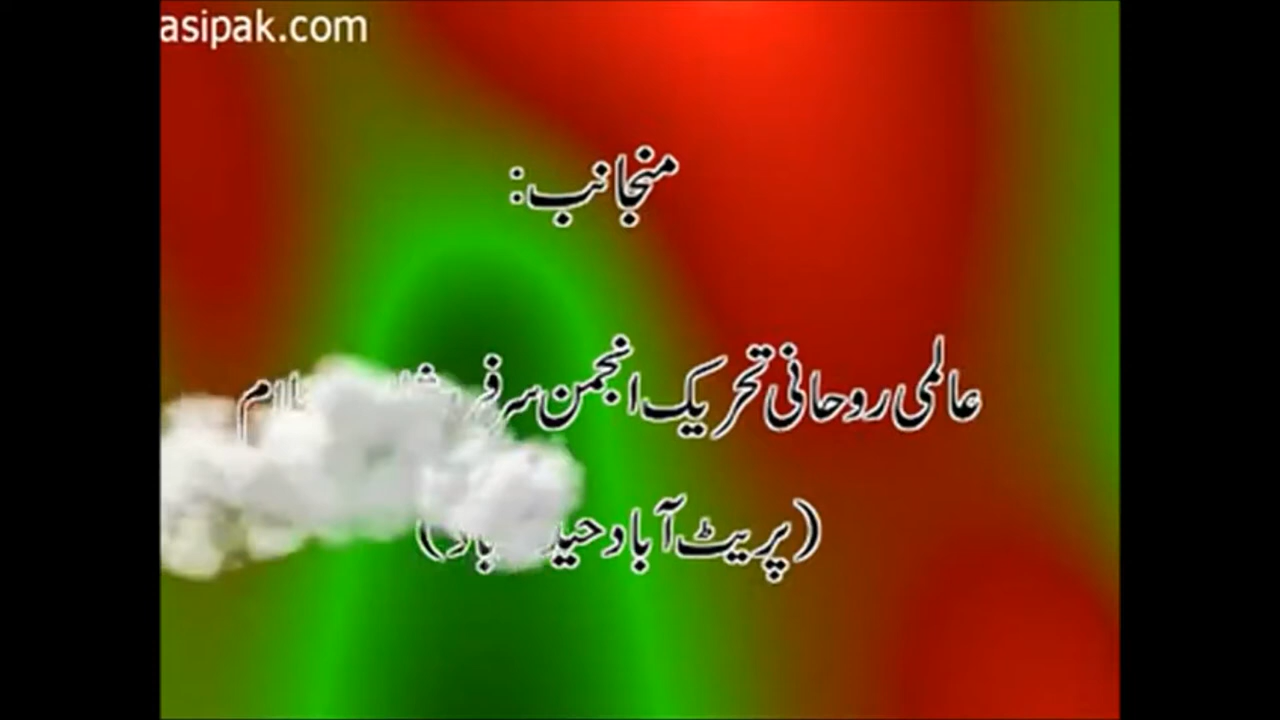 asipak.com
منجانب:
عالمی روحانی تحریک انجمن
(پریٹ آباد